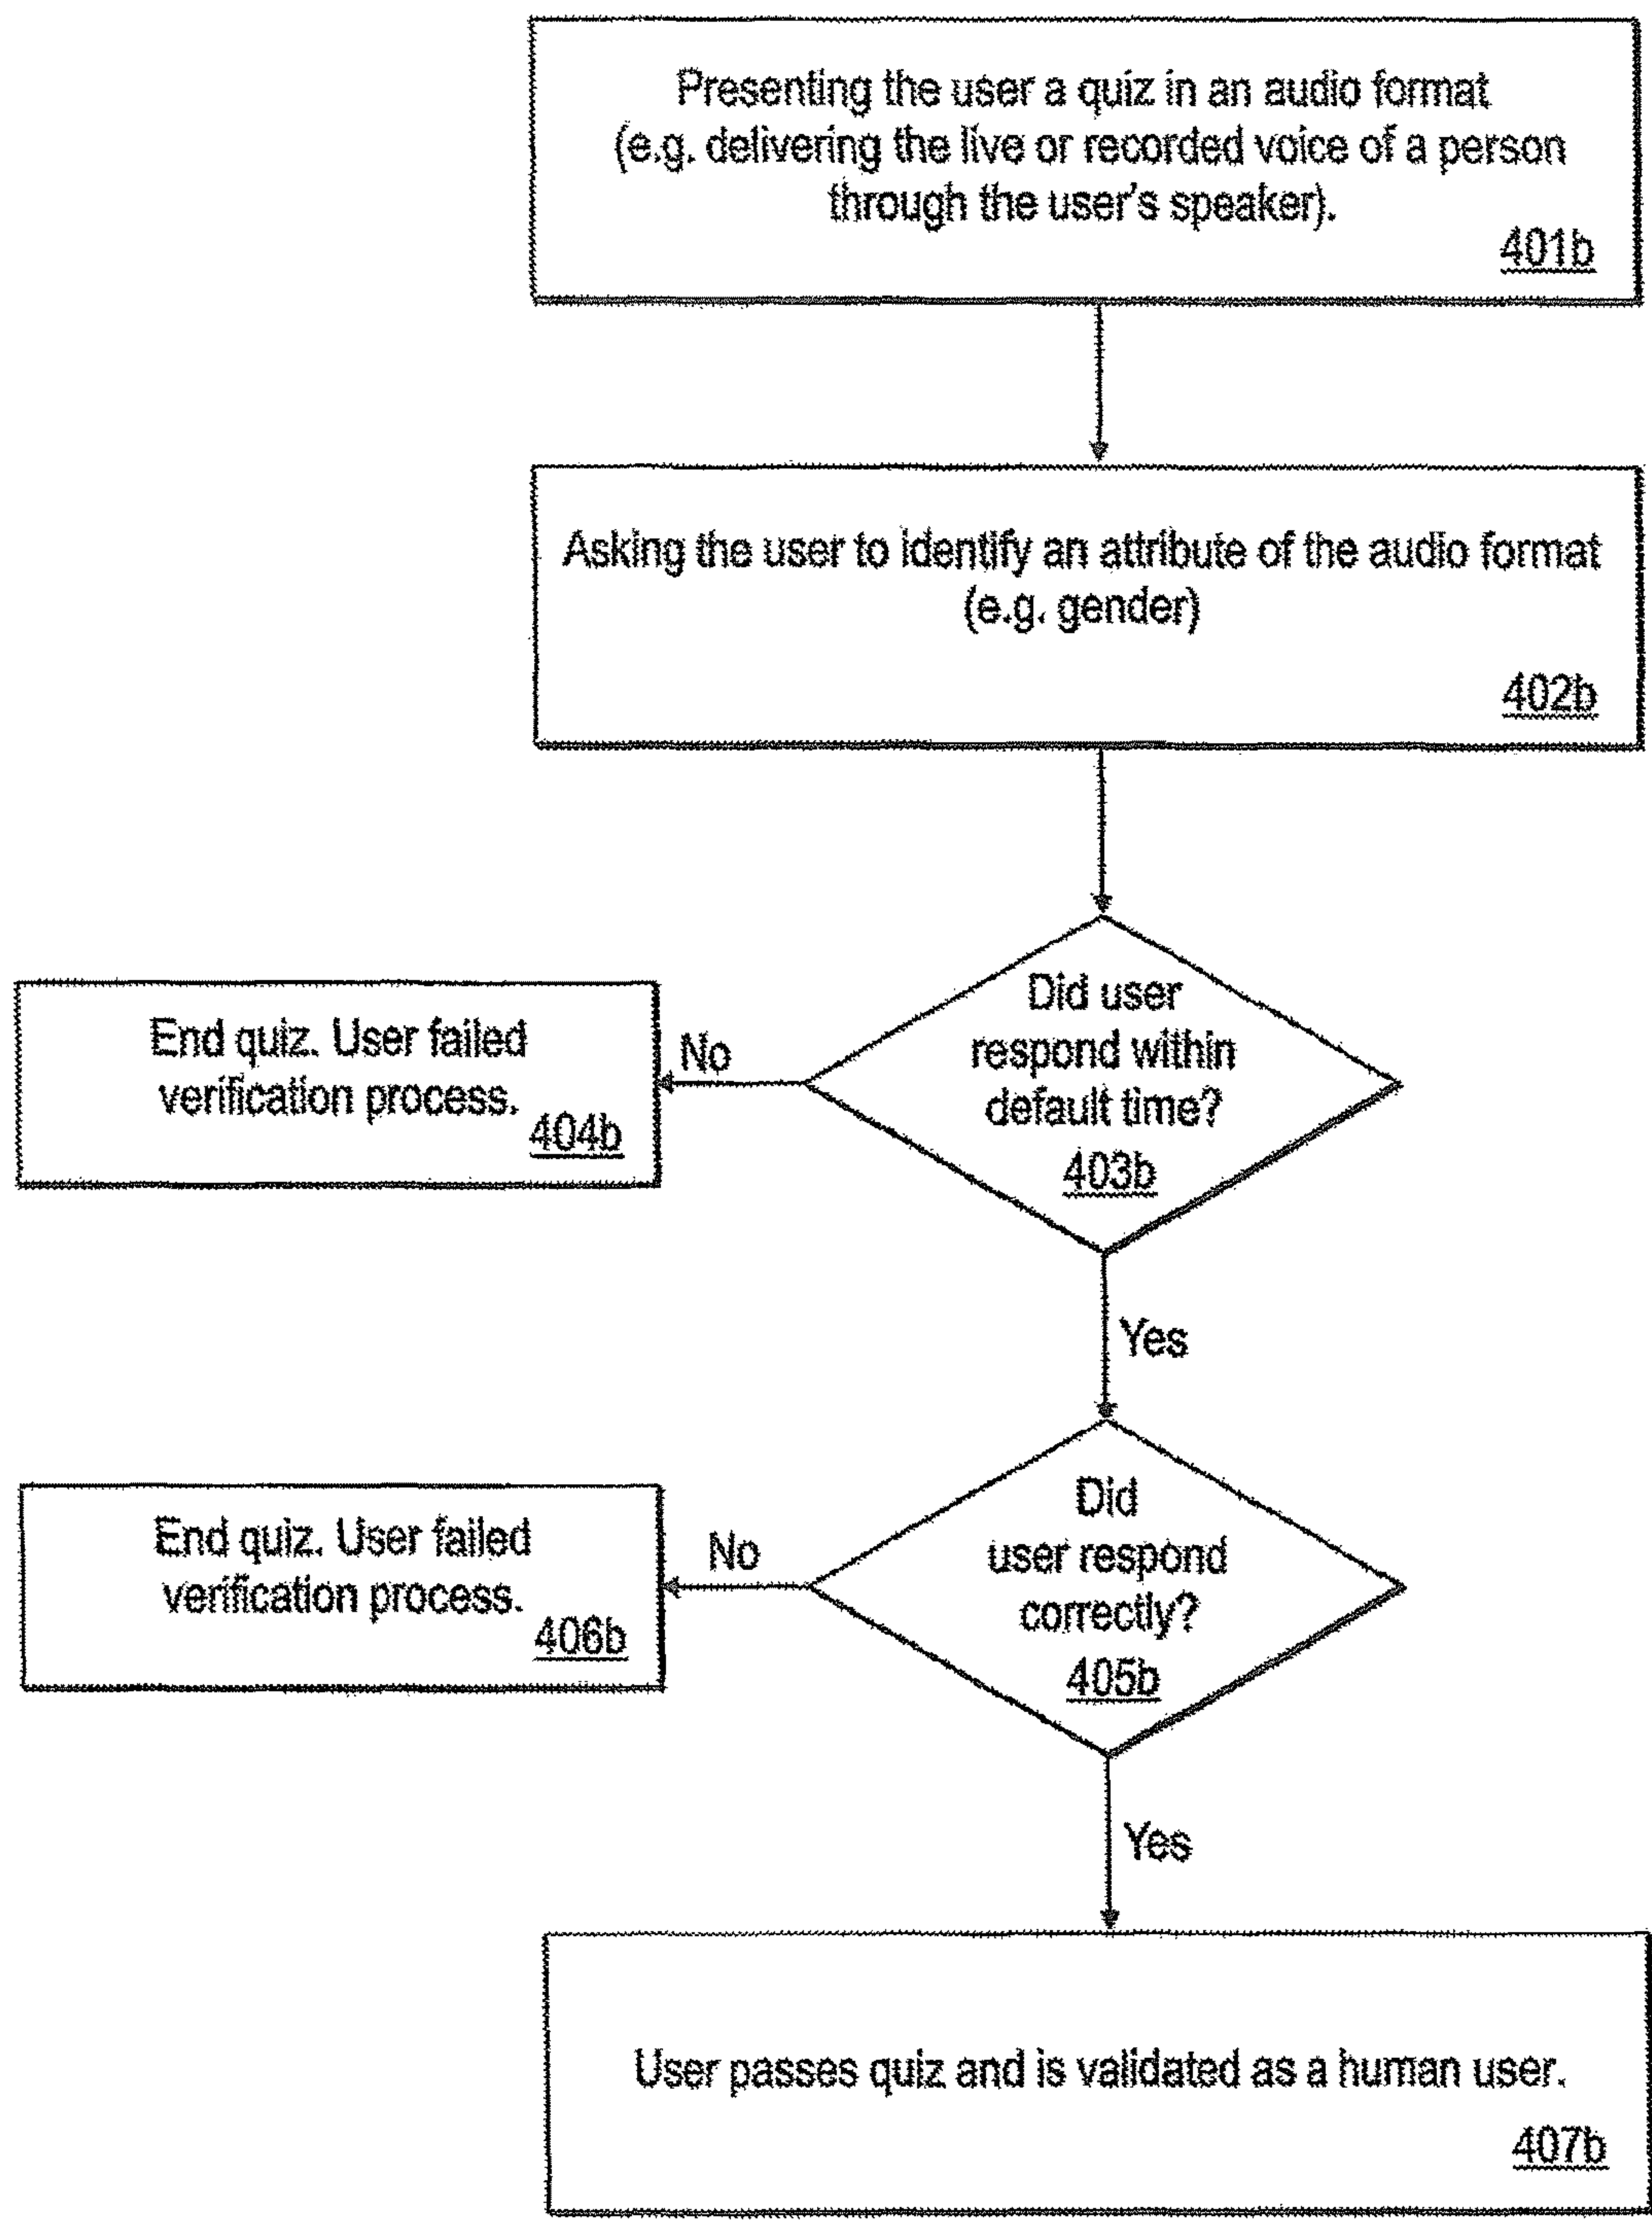 Presenting the user a quiz in an audio format
(e.g. delivering the live or recorded voice of a person
through the user's speaker).
401b
Asking the user to identify an attribute of the audio format
(e.g. gender)
402b
Did user
respond within
default time?
403b
No
End quiz. User failed
verification process.
404b
Yes
Did
user respond
correctly?
405b
No
End quiz. User failed
verification process.
406b
Yes
User passes quiz and is validated as a human user.
407b